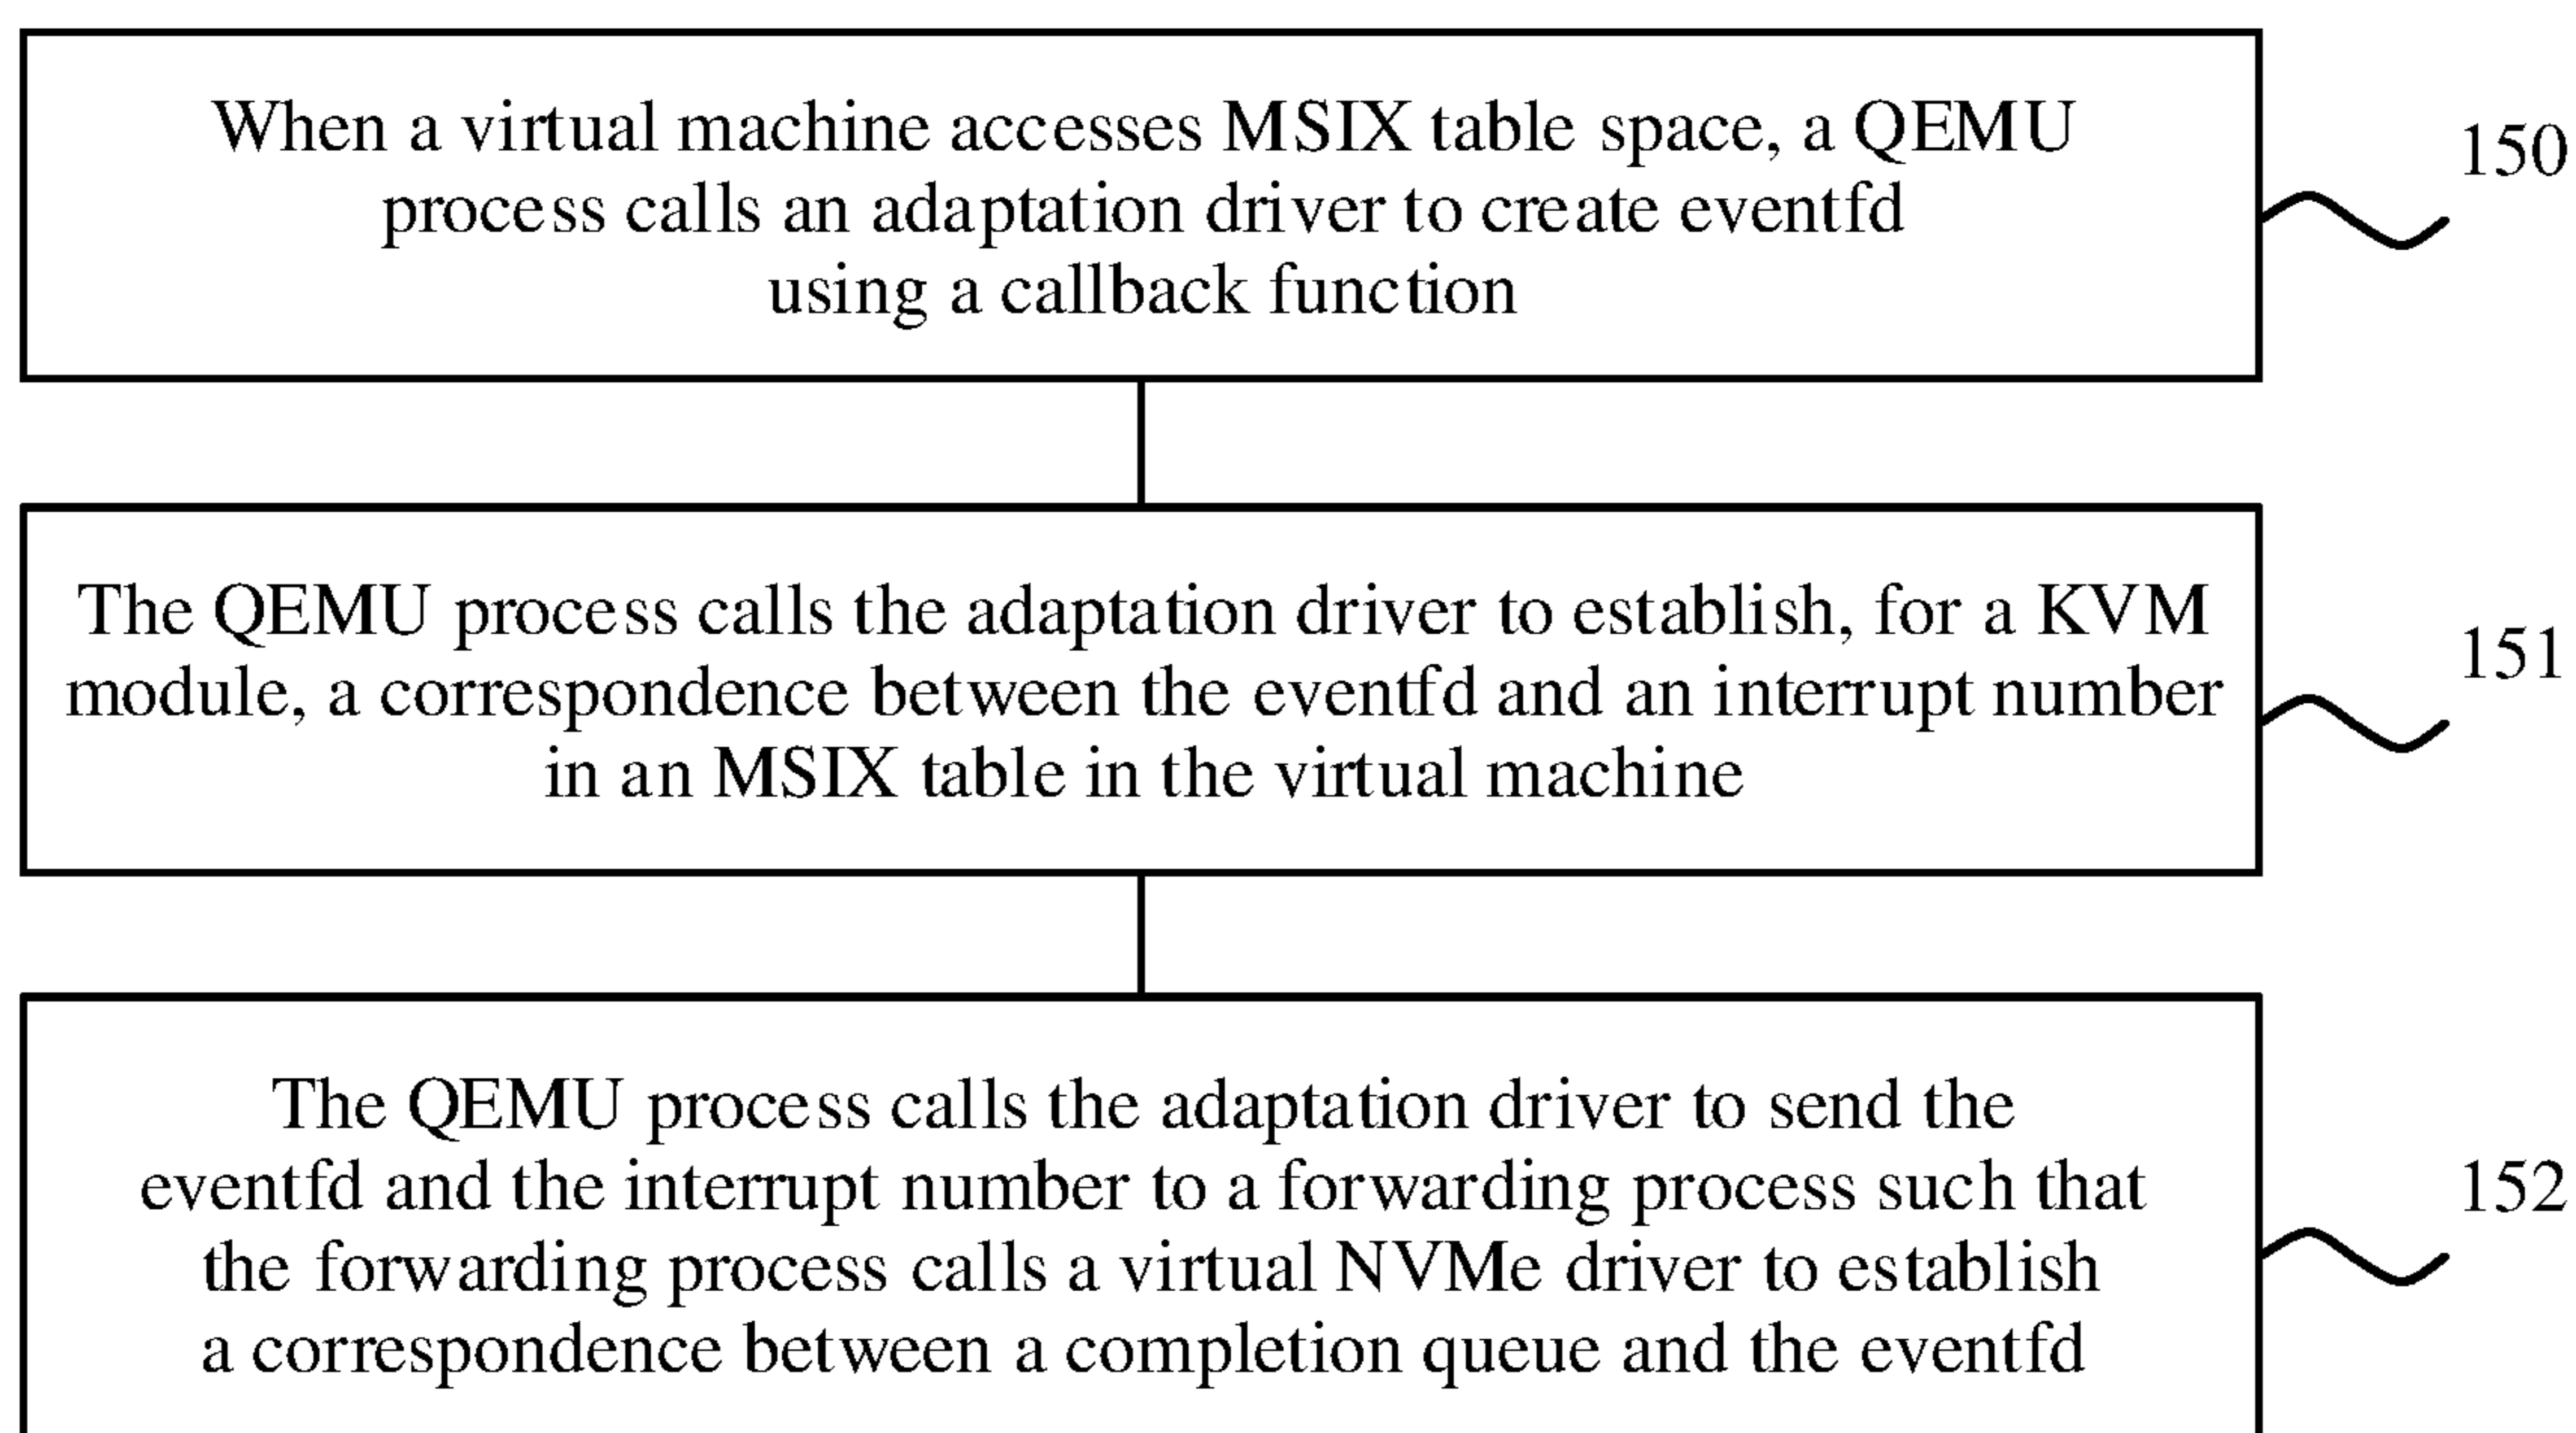 When a virtual machine accesses MSIX table space, a QEMU
process calls an adaptation driver to create eventfd
using a callback function
150
The QEMU process calls the adaptation driver to establish, for a KVM
module, a correspondence between the eventfd and an interrupt number
in an MSIX table in the virtual machine
151
The QEMU process calls the adaptation driver to send the
eventfd and the interrupt number to a forwarding process such that
the forwarding process calls a virtual NVMe driver to establish
a correspondence between a completion queue and the eventfd
152